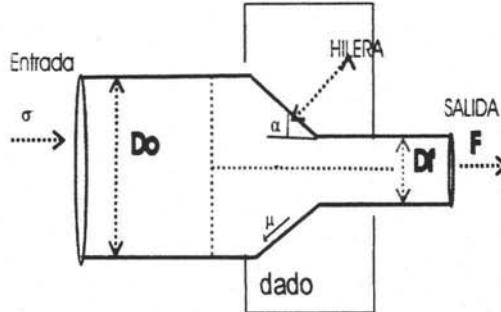 HILERA
Entrada
SALIDA
σ
α
F
Do
Df
μ
dado